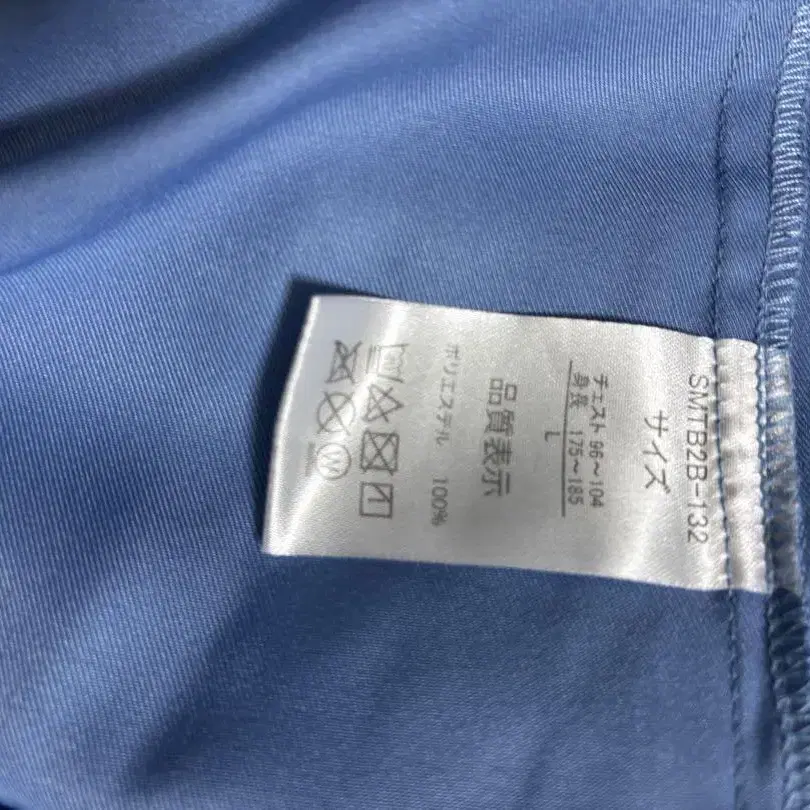 SMTB2B-132
サイズ
チェスト 96~104
身長 175~185
L
品質表示
ポリエステル 100%
W